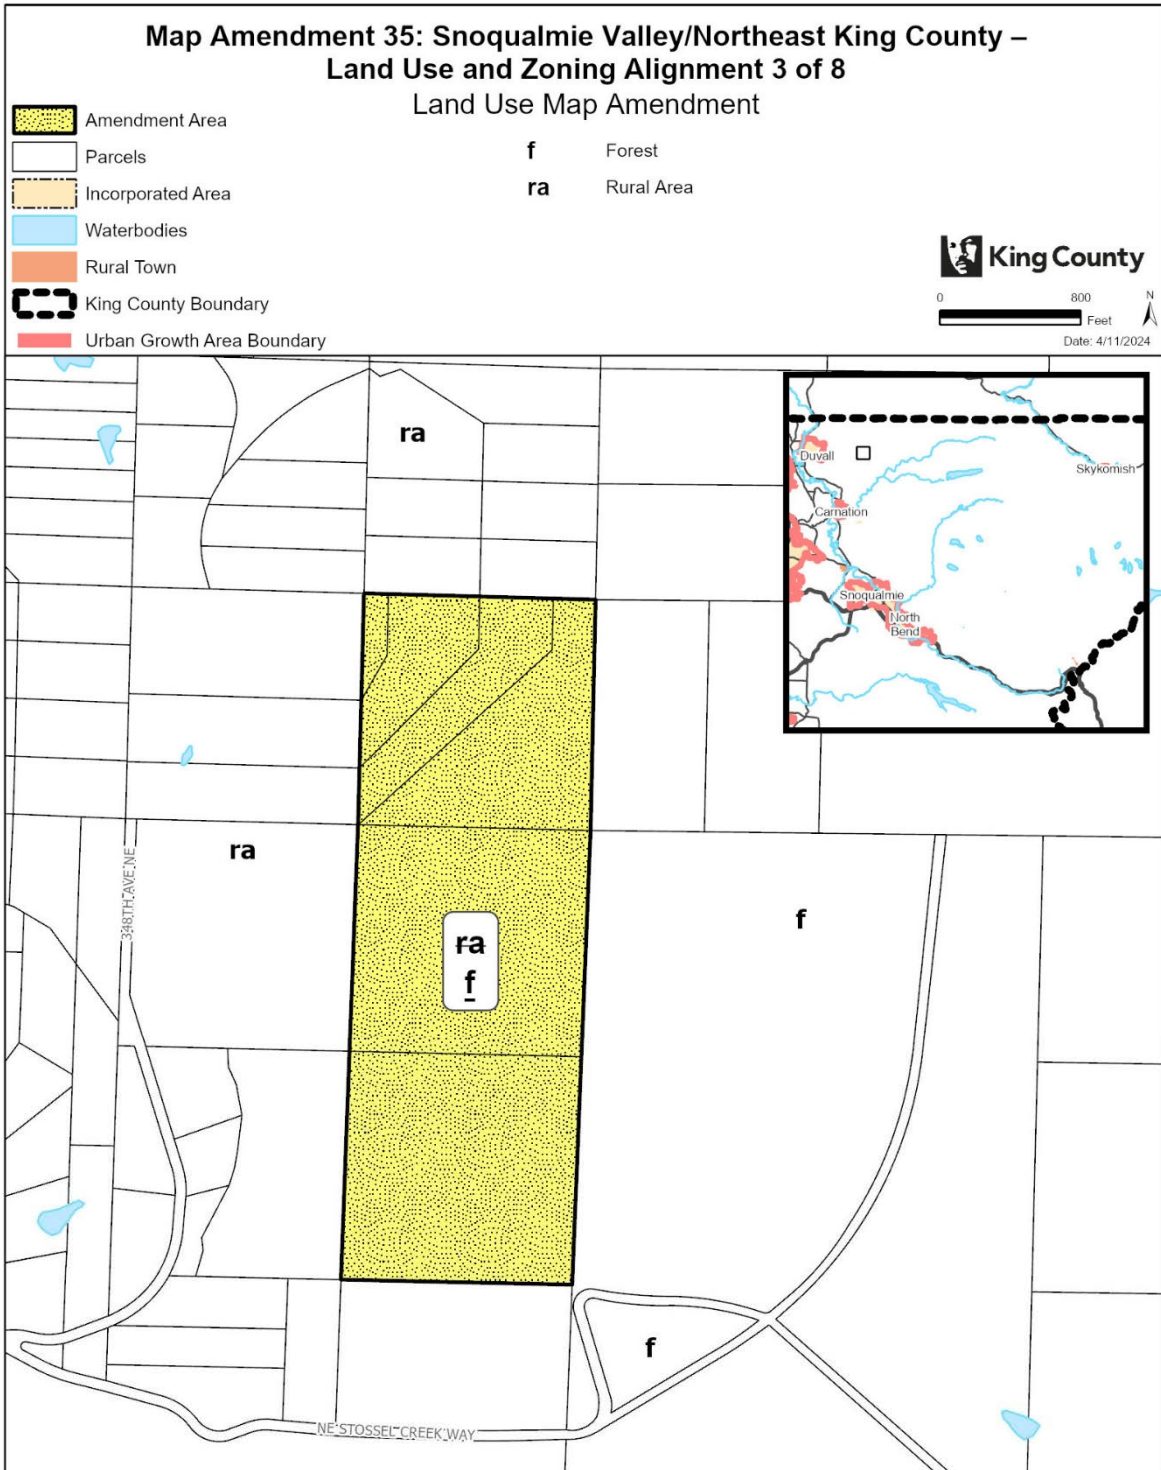 Map Amendment 35: Snoqualmie Valley/Northeast King County –
Land Use and Zoning Alignment 3 of 8
Land Use Map Amendment
Amendment Area
Parcels
Incorporated Area
Waterbodies
Rural Town
King County Boundary
Urban Growth Area Boundary
f Forest
ra Rural Area
King County
0 800
Feet
N
Date: 4/11/2024
ra
Duvall
Skykomish
Carnation
Snoqualmie
North
Bend
ra
348TH AVE NE
f
ra
f
f
NE STOSSEL CREEK WAY